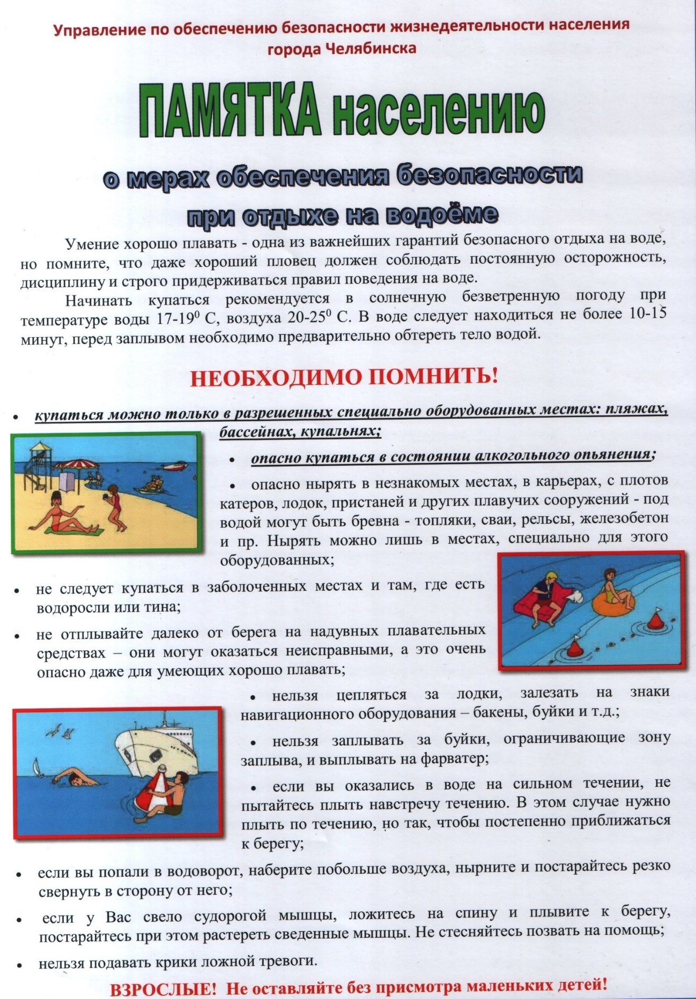 Управление по обеспечению безопасности жизнедеятельности населения
города Челябинска
ПАМЯТКА населению
о мерах обеспечения безопасности
при отдыхе на водоёме
Умение хорошо плавать - одна из важнейших гарантий безопасного отдыха на воде,
но помните, что даже хороший пловец должен соблюдать постоянную осторожность,
дисциплину и строго придерживаться правил поведения на воде.
Начинать купаться рекомендуется в солнечную безветренную погоду при
температуре воды 17-19⁰ С, воздуха 20-25⁰ С. В воде следует находиться не более 10-15
минут, перед заплывом необходимо предварительно обтереть тело водой.
НЕОБХОДИМО ПОМНИТЬ!
• купаться можно только в разрешенных специально оборудованных местах: пляжах,
бассейнах, купальнях;
• опасно купаться в состоянии алкогольного опьянения;
• опасно нырять в незнакомых местах, в карьерах, с плотов
катеров, лодок, пристаней и других плавучих сооружений - под
водой могут быть бревна - топляки, сваи, рельсы, железобетон
и пр. Нырять можно лишь в местах, специально для этого
оборудованных;
• не следует купаться в заболоченных местах и там, где есть
водоросли или тина;
• не отплывайте далеко от берега на надувных плавательных
средствах – они могут оказаться неисправными, а это очень
опасно даже для умеющих хорошо плавать;
• нельзя цепляться за лодки, залезать на знаки
навигационного оборудования – бакены, буйки и т.д.;
• нельзя заплывать за буйки, ограничивающие зону
заплыва, и выплывать на фарватер;
• если вы оказались в воде на сильном течении, не
пытайтесь плыть навстречу течению. В этом случае нужно
плыть по течению, но так, чтобы постепенно приближаться
к берегу;
• если вы попали в водоворот, наберите побольше воздуха, нырните и постарайтесь резко
свернуть в сторону от него;
• если у Вас свело судорогой мышцы, ложитесь на спину и плывите к берегу,
постарайтесь при этом растереть сведенные мышцы. Не стесняйтесь позвать на помощь;
• нельзя подавать крики ложной тревоги.
ВЗРОСЛЫЕ! Не оставляйте без присмотра маленьких детей!